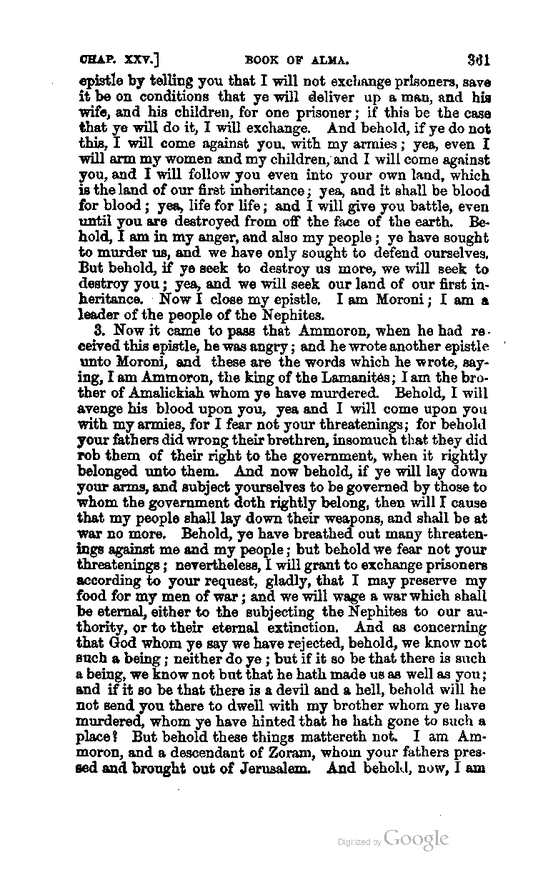 CHAP. XXV.] BOOK OF ALMA. 361
epistle by telling you that I will not exchange prisoners, save
it be on conditions that ye will deliver up a man, and his
wife, and his children, for one prisoner; if this be the case
that ye will do it, I will exchange. And behold, if ye do not
this, I will come against you, with my armies; yea, even I
will arm my women and my children, and I will come against
you, and I will follow you even into your own land, which
is the land of our first inheritance; yea, and it shall be blood
for blood; yea, life for life; and I will give you battle, even
until you are destroyed from off the face of the earth. Be-
hold, I am in my anger, and also my people; ye have sought
to murder us, and we have only sought to defend ourselves.
But behold, if ye seek to destroy us more, we will seek to
destroy you; yea, and we will seek our land of our first in-
heritance. Now I close my epistle. I am Moroni; I am a
leader of the people of the Nephites.
3. Now it came to pass that Ammoron, when he had re-
ceived this epistle, he was angry; and he wrote another epistle
unto Moroni, and these are the words which he wrote, say-
ing, I am Ammoron, the king of the Lamanites; I am the bro-
ther of Amalickiah whom ye have murdered. Behold, I will
avenge his blood upon you, yea and I will come upon you
with my armies, for I fear not your threatenings; for behold
your fathers did wrong their brethren, insomuch that they did
rob them of their right to the government, when it rightly
belonged unto them. And now behold, if ye will lay down
your arms, and subject yourselves to be governed by those to
whom the government doth rightly belong, then will I cause
that my people shall lay down their weapons, and shall be at
war no more. Behold, ye have breathed out many threaten-
ings against me and my people; but behold we fear not your
threatenings; nevertheless, I will grant to exchange prisoners
according to your request, gladly, that I may preserve my
food for my men of war; and we will wage a war which shall
be eternal, either to the subjecting the Nephites to our au-
thority, or to their eternal extinction. And as concerning
that God whom ye say we have rejected, behold, we know not
such a being; neither do ye; but if it so be that there is such
a being, we know not but that he hath made us as well as you;
and if it so be that there is a devil and a hell, behold will he
not send you there to dwell with my brother whom ye have
murdered, whom ye have hinted that he hath gone to such a
place? But behold these things mattereth not. I am Am-
moron, and a descendant of Zoram, whom your fathers pres-
sed and brought out of Jerusalem. And behold, now, I am
Digitized by Google